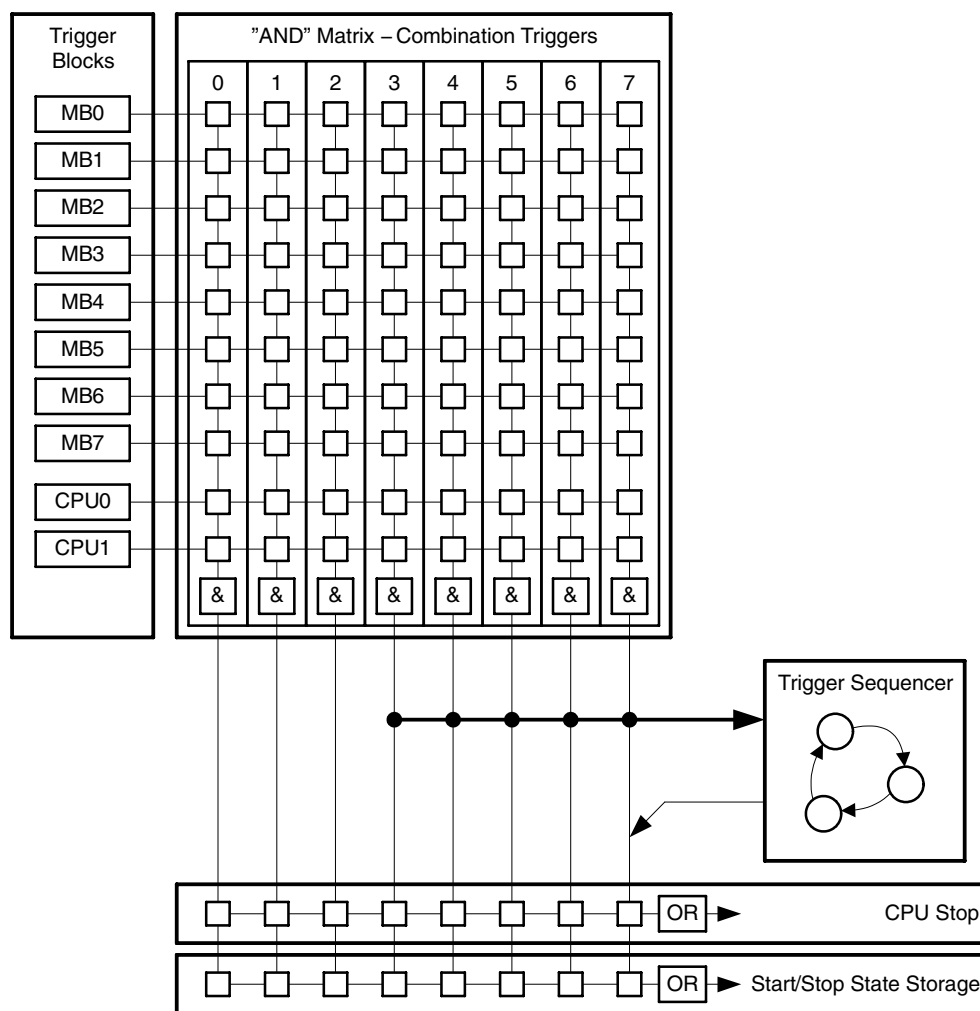 Trigger
Blocks
"AND" Matrix – Combination Triggers
0 1 2 3 4 5 6 7
MB0
MB1
MB2
MB3
MB4
MB5
MB6
MB7
CPU0
CPU1
& & & & & & & &
Trigger Sequencer
OR CPU Stop
OR Start/Stop State Storage